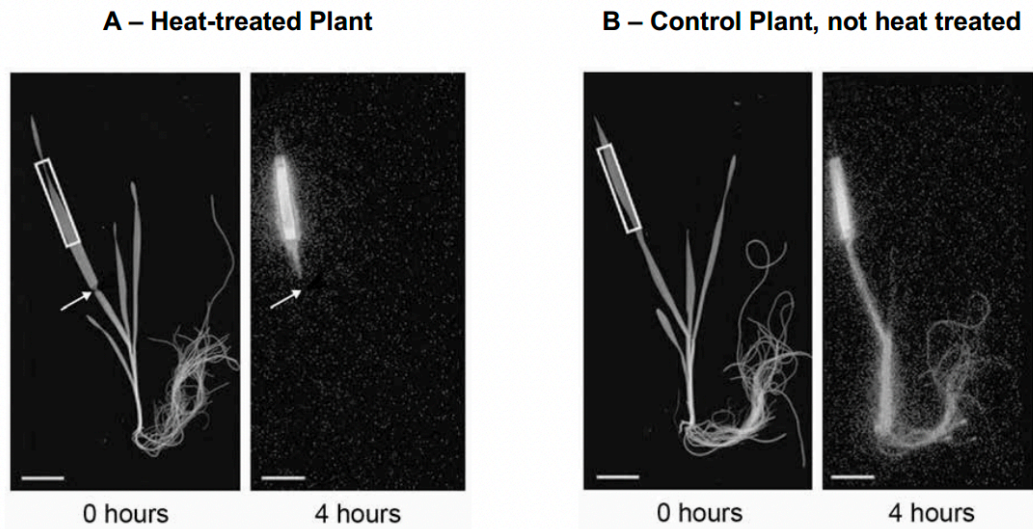 A – Heat-treated Plant
B – Control Plant, not heat treated
0 hours
4 hours
0 hours
4 hours